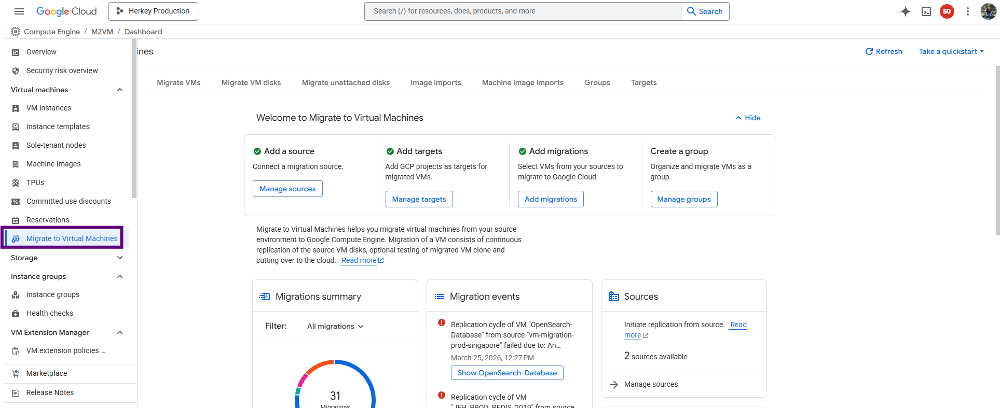 Google Cloud
Herkey Production
Search (/) for resources, docs, products, and more
Search
50
Compute Engine / M2VM / Dashboard
Overview
Security risk overview
Virtual machines
VM instances
Instance templates
Sole-tenant nodes
Machine images
TPUs
Committed use discounts
Reservations
Migrate to Virtual Machines
Storage
Instance groups
Instance groups
Health checks
VM Extension Manager
VM extension policies ...
Marketplace
Release Notes
ines
Refresh
Take a quickstart
Migrate VMs
Migrate VM disks
Migrate unattached disks
Image imports
Machine image imports
Groups
Targets
Welcome to Migrate to Virtual Machines
Hide
Add a source
Connect a migration source.
Manage sources
Add targets
Add GCP projects as targets for
migrated VMs.
Manage targets
Add migrations
Select VMs from your sources to
migrate to Google Cloud.
Add migrations
Create a group
Organize and migrate VMs as a
group.
Manage groups
Migrate to Virtual Machines helps you migrate virtual machines from your source
environment to Google Compute Engine. Migration of a VM consists of continuous
replication of the source VM disks, optional testing of migrated VM clone and
cutting over to the cloud. Read more
Migrations summary
Filter: All migrations
31
Migrations
Migration events
Replication cycle of VM "OpenSearch-
Database" from source "vm-migration-
prod-singapore" failed due to: An...
March 25, 2026, 12:27 PM
Show OpenSearch-Database
Replication cycle of VM
from source
Sources
Initiate replication from source. Read
more
2 sources available
Manage sources